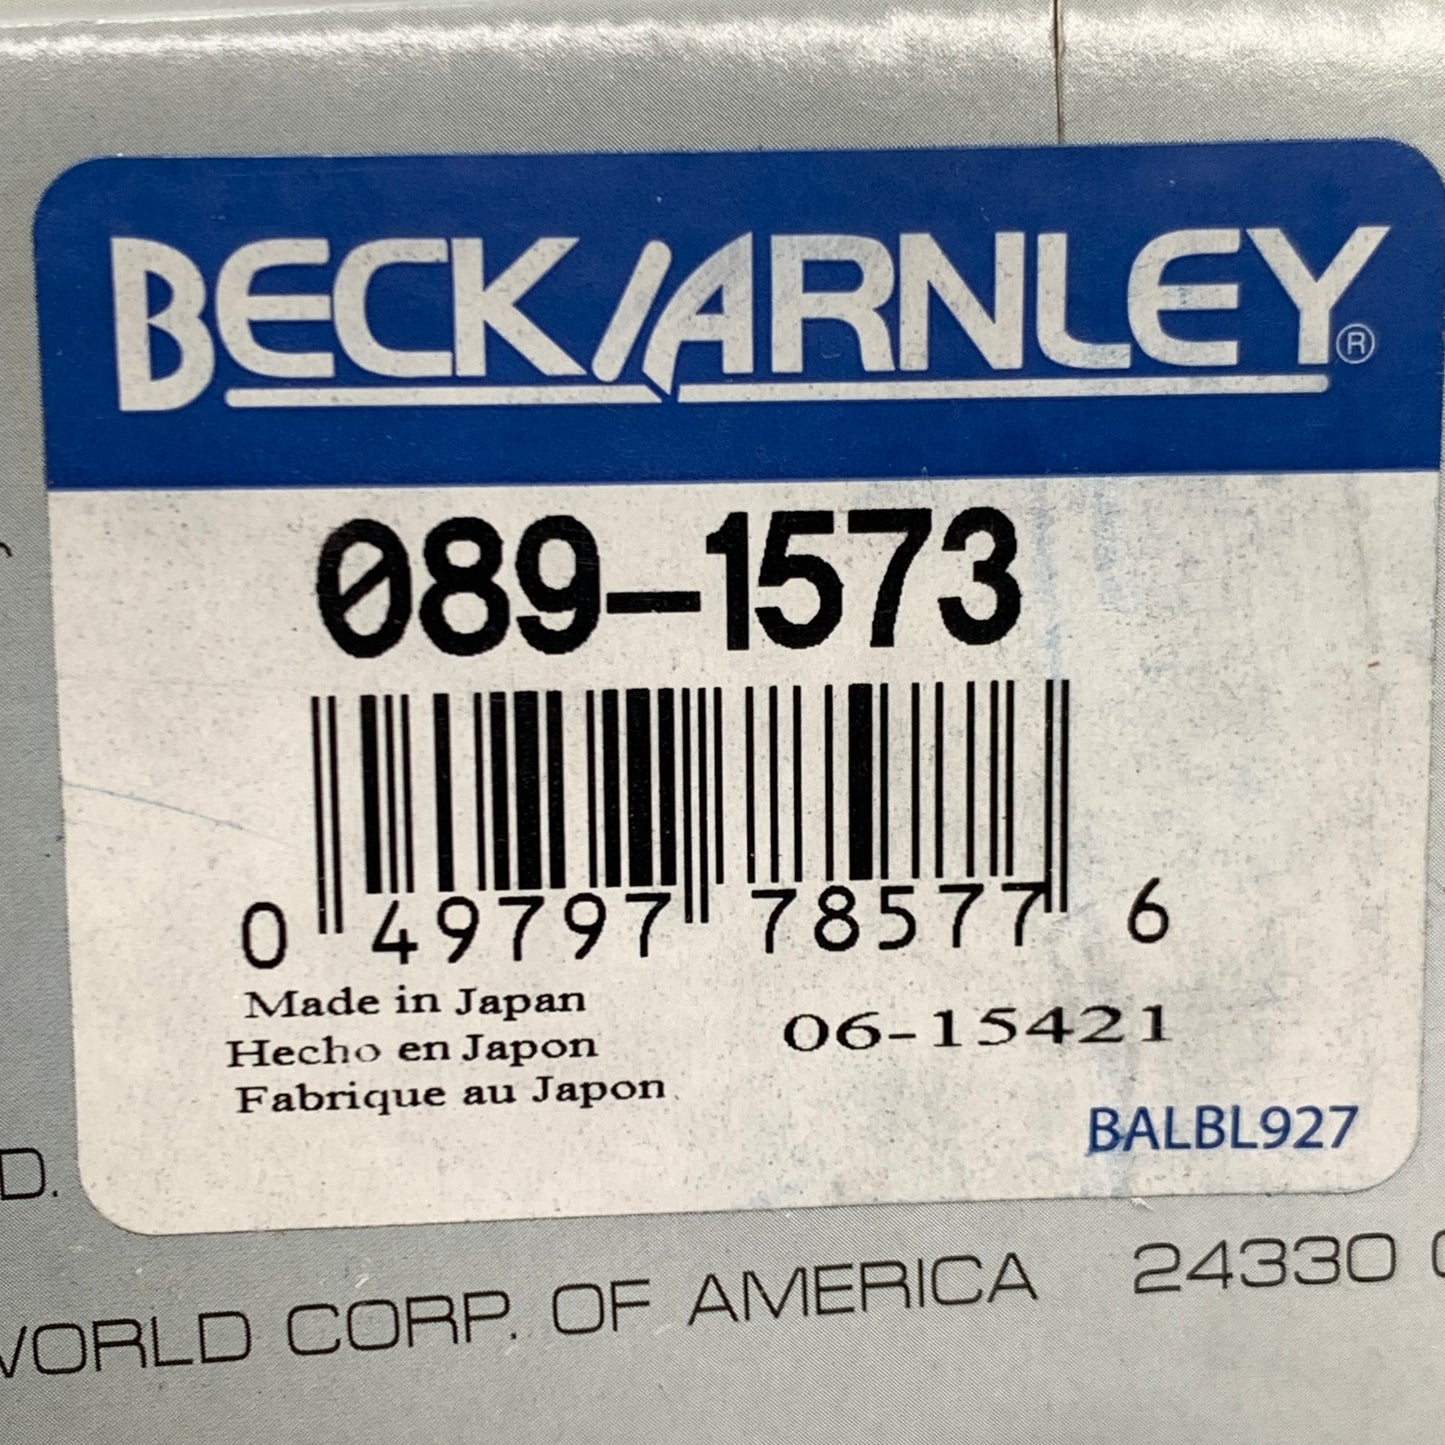 BECK/ARNLEY®
089-1573
0 49797 78577 6
Made in Japan
Hecho en Japon
Fabrique au Japon
06-15421
BALBL927
D.
WORLD CORP. OF AMERICA 24330